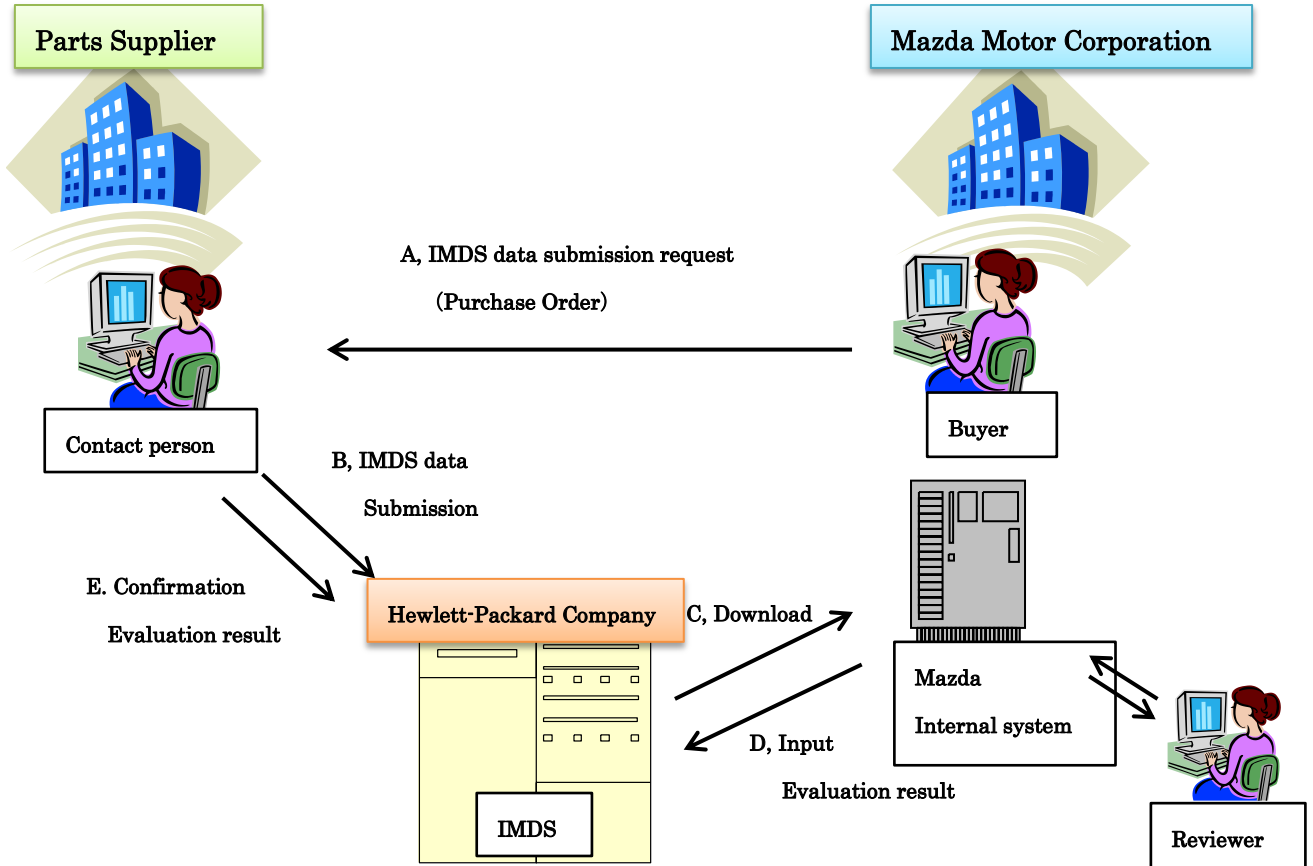 Parts Supplier
Mazda Motor Corporation
A, IMDS data submission request
(Purchase Order)
Contact person
Buyer
B, IMDS data
Submission
E. Confirmation
Evaluation result
Hewlett-Packard Company
C, Download
Mazda
Internal system
D, Input
Evaluation result
IMDS
Reviewer